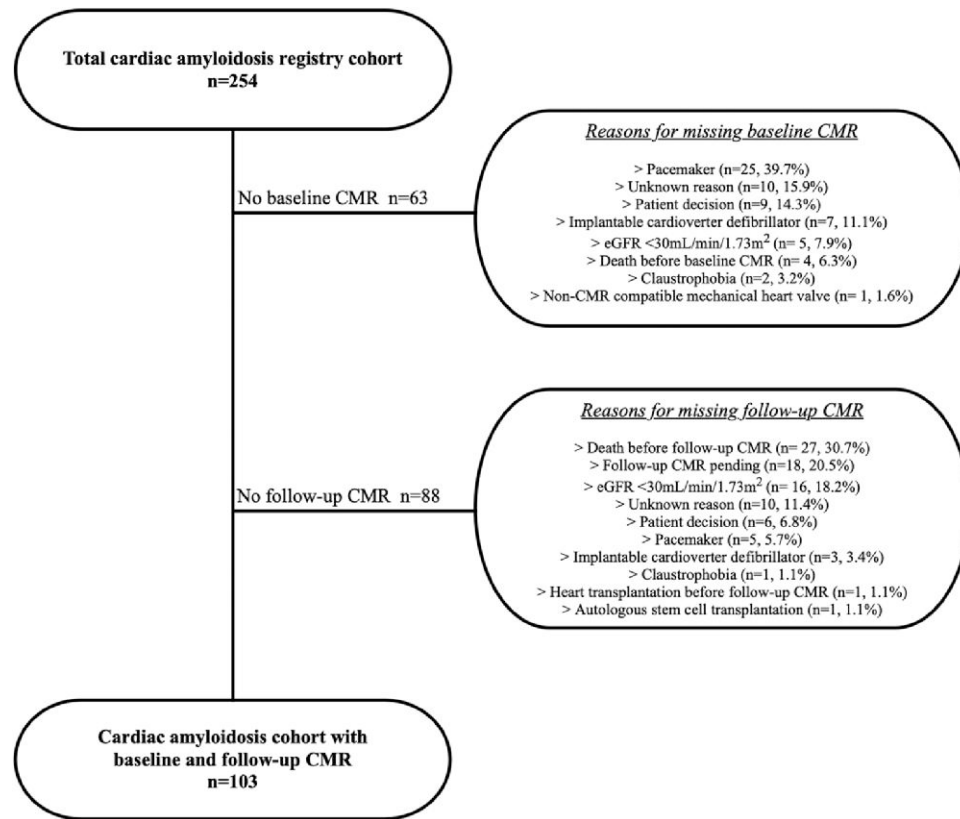 Total cardiac amyloidosis registry cohort
n=254
No baseline CMR n=63
Reasons for missing baseline CMR
> Pacemaker (n=25, 39.7%)
> Unknown reason (n=10, 15.9%)
> Patient decision (n=9, 14.3%)
> Implantable cardioverter defibrillator (n=7, 11.1%)
> eGFR <30mL/min/1.73m² (n= 5, 7.9%)
> Death before baseline CMR (n= 4, 6.3%)
> Claustrophobia (n=2, 3.2%)
> Non-CMR compatible mechanical heart valve (n= 1, 1.6%)
No follow-up CMR n=88
Reasons for missing follow-up CMR
> Death before follow-up CMR (n= 27, 30.7%)
> Follow-up CMR pending (n=18, 20.5%)
> eGFR <30mL/min/1.73m² (n= 16, 18.2%)
> Unknown reason (n=10, 11.4%)
> Patient decision (n=6, 6.8%)
> Pacemaker (n=5, 5.7%)
> Implantable cardioverter defibrillator (n=3, 3.4%)
> Claustrophobia (n=1, 1.1%)
> Heart transplantation before follow-up CMR (n=1, 1.1%)
> Autologous stem cell transplantation (n=1, 1.1%)
Cardiac amyloidosis cohort with
baseline and follow-up CMR
n=103